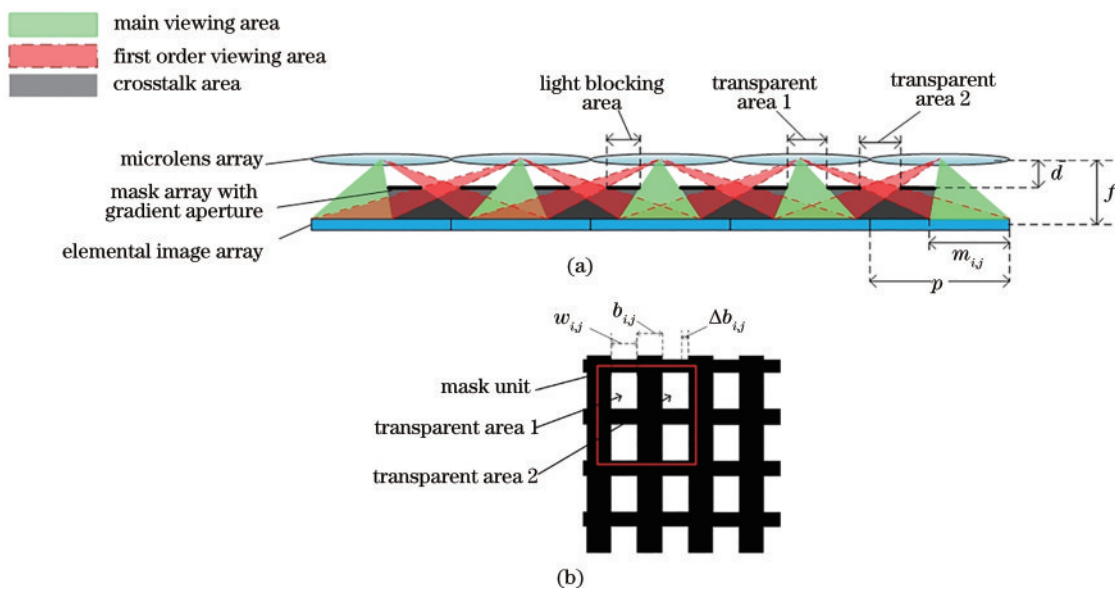 main viewing area
first order viewing area
crosstalk area
light blocking
area
transparent
area 1
transparent
area 2
microlens array
mask array with
gradient aperture
elemental image array
d
f
m_{i,j}
p
(a)
w_{i,j}
b_{i,j}
Δb_{i,j}
mask unit
transparent area 1
transparent area 2
(b)